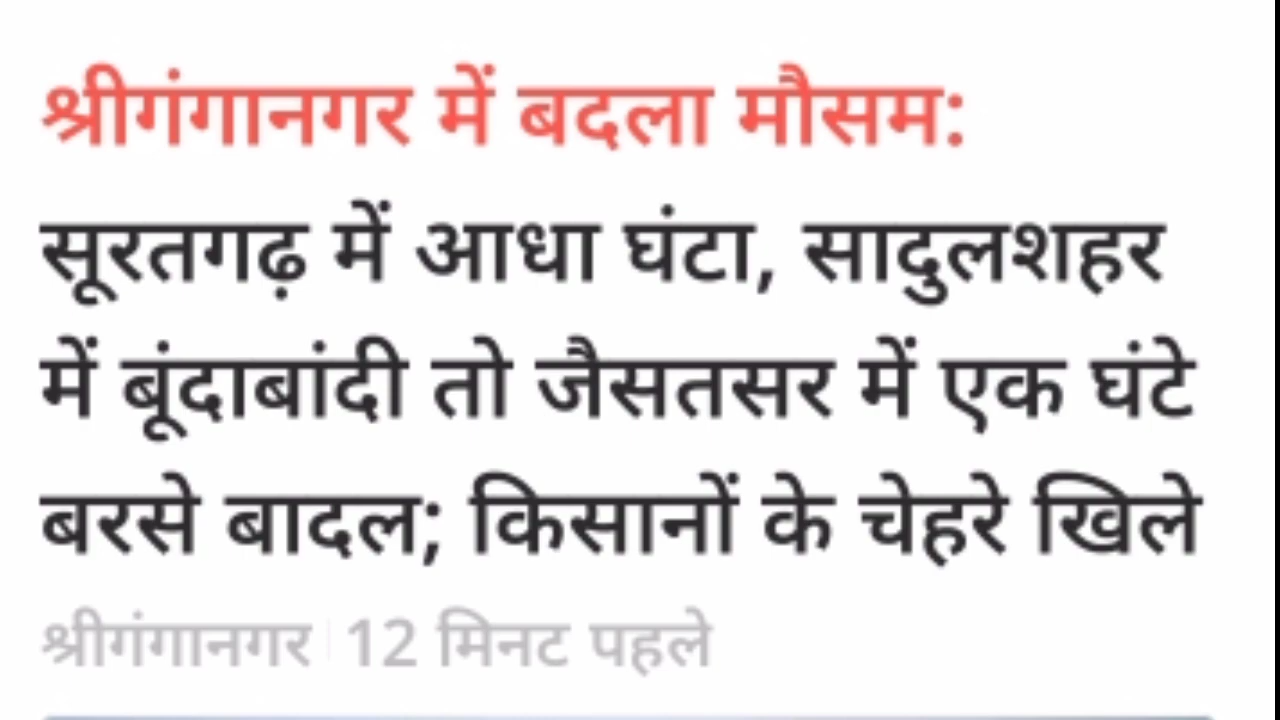 श्रीगंगानगर में बदला मौसम:
सूरतगढ़ में आधा घंटा, सादुलशहर
में बूंदाबांदी तो जैसतसर में एक घंटे
बरसे बादल; किसानों के चेहरे खिले
श्रीगंगानगर 12 मिनट पहले